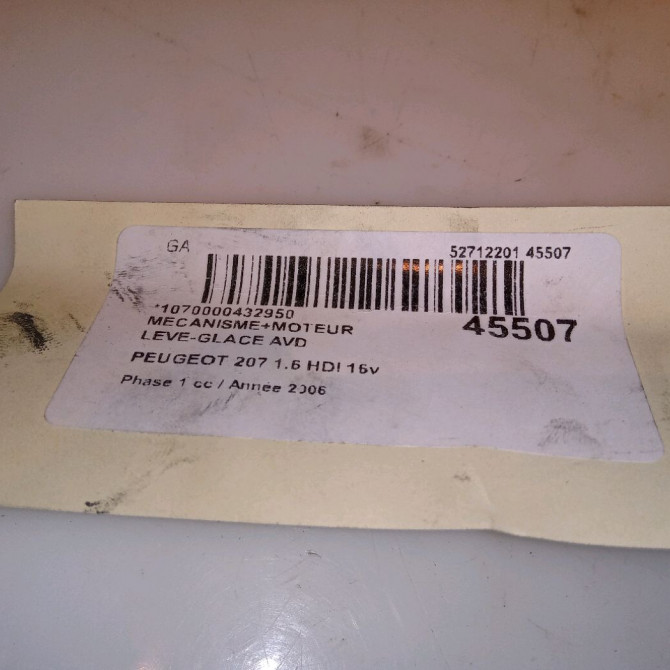 GA
52712201 45507
*1070000432950
45507
MECANISME+MOTEUR
LEVE-GLACE AVD
PEUGEOT 207 1.6 HDI 16v
Phase 1 cc / Année 2006